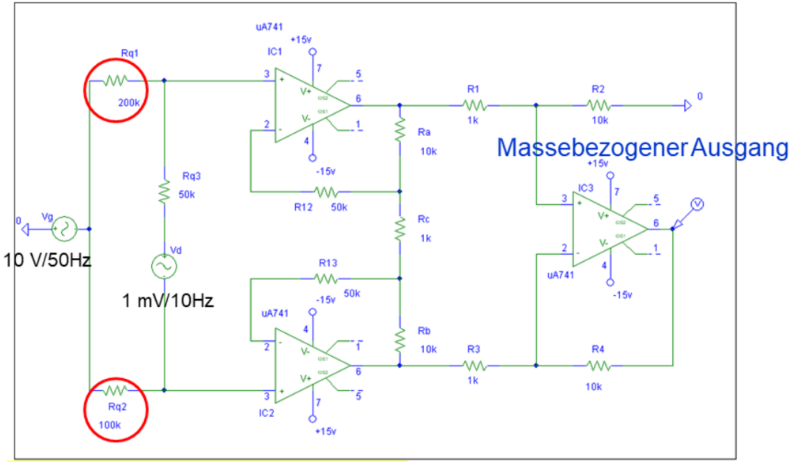 uA741
+15v
IC1
Rq1
200k
3
+
7
V+
5
OS2
6
OS1
V-
1
2
-
4
-15v
R12
50k
Ra
10k
R1
1k
R2
10k
0
Massebezogener Ausgang
+15v
IC3
3
+
7
V+
5
OS2
6
V
2
-
V-
OS1
1
4
uA741
-15v
Rq3
50k
Rc
1k
0
Vg
10 V/50Hz
Vd
1 mV/10Hz
R13
50k
uA741
-15v
4
2
-
V-
1
OS1
6
OS2
V+
5
3
+
7
IC2
+15v
Rb
10k
R3
1k
R4
10k
Rq2
100k